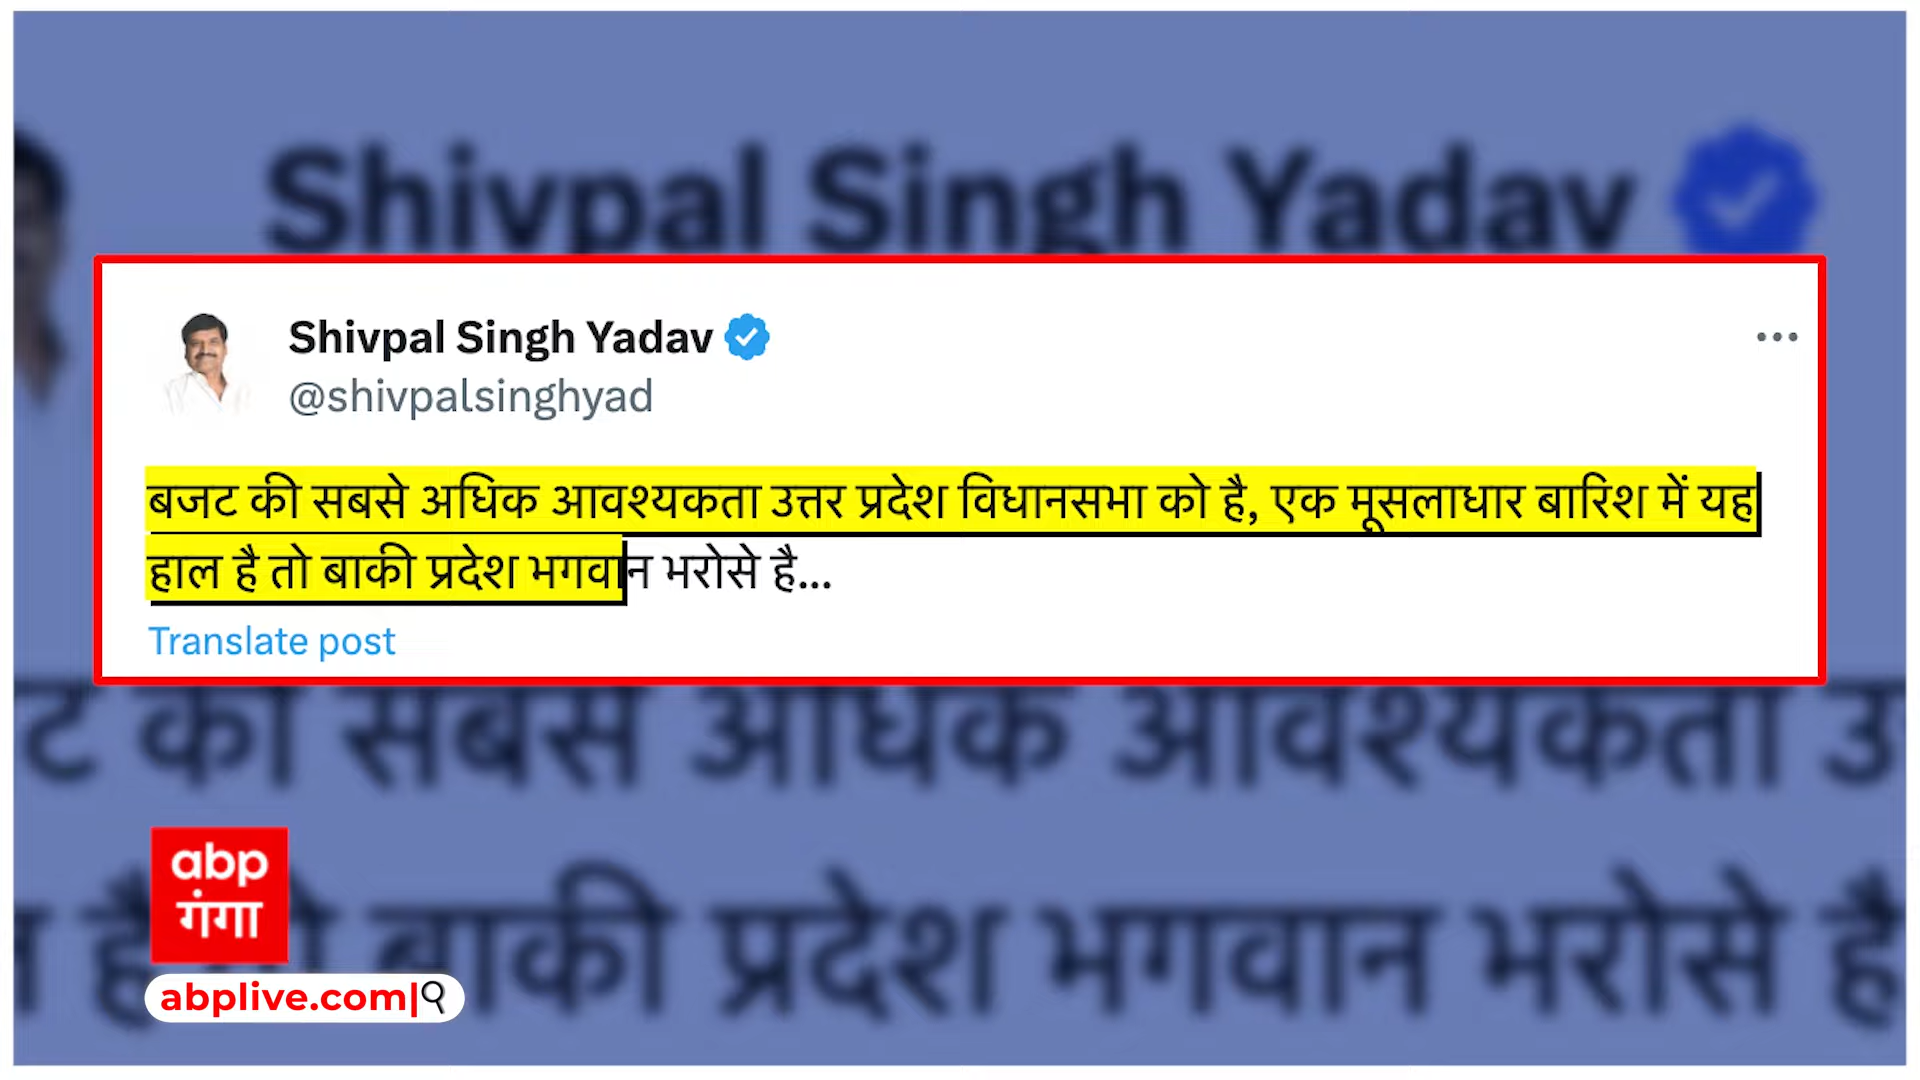 Shivpal Singh Yadav
Shivpal Singh Yadav
@shivpalsinghyad
बजट की सबसे अधिक आवश्यकता उत्तर प्रदेश विधानसभा को है, एक मूसलाधार बारिश में यह
हाल है तो बाकी प्रदेश भगवान भरोसे है...
Translate post
सबसे अधिक आवश्यकता
बाकी प्रदेश भगवान भरोसे है
abp
गंगा
abplive.com